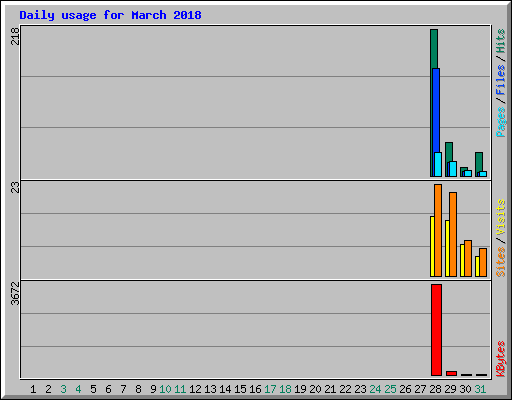 Daily usage for March 2018
218
Pages / Files / Hits
23
Sites / Visits
3672
KBytes
1 2 3 4 5 6 7 8 9 10 11 12 13 14 15 16 17 18 19 20 21 22 23 24 25 26 27 28 29 30 31